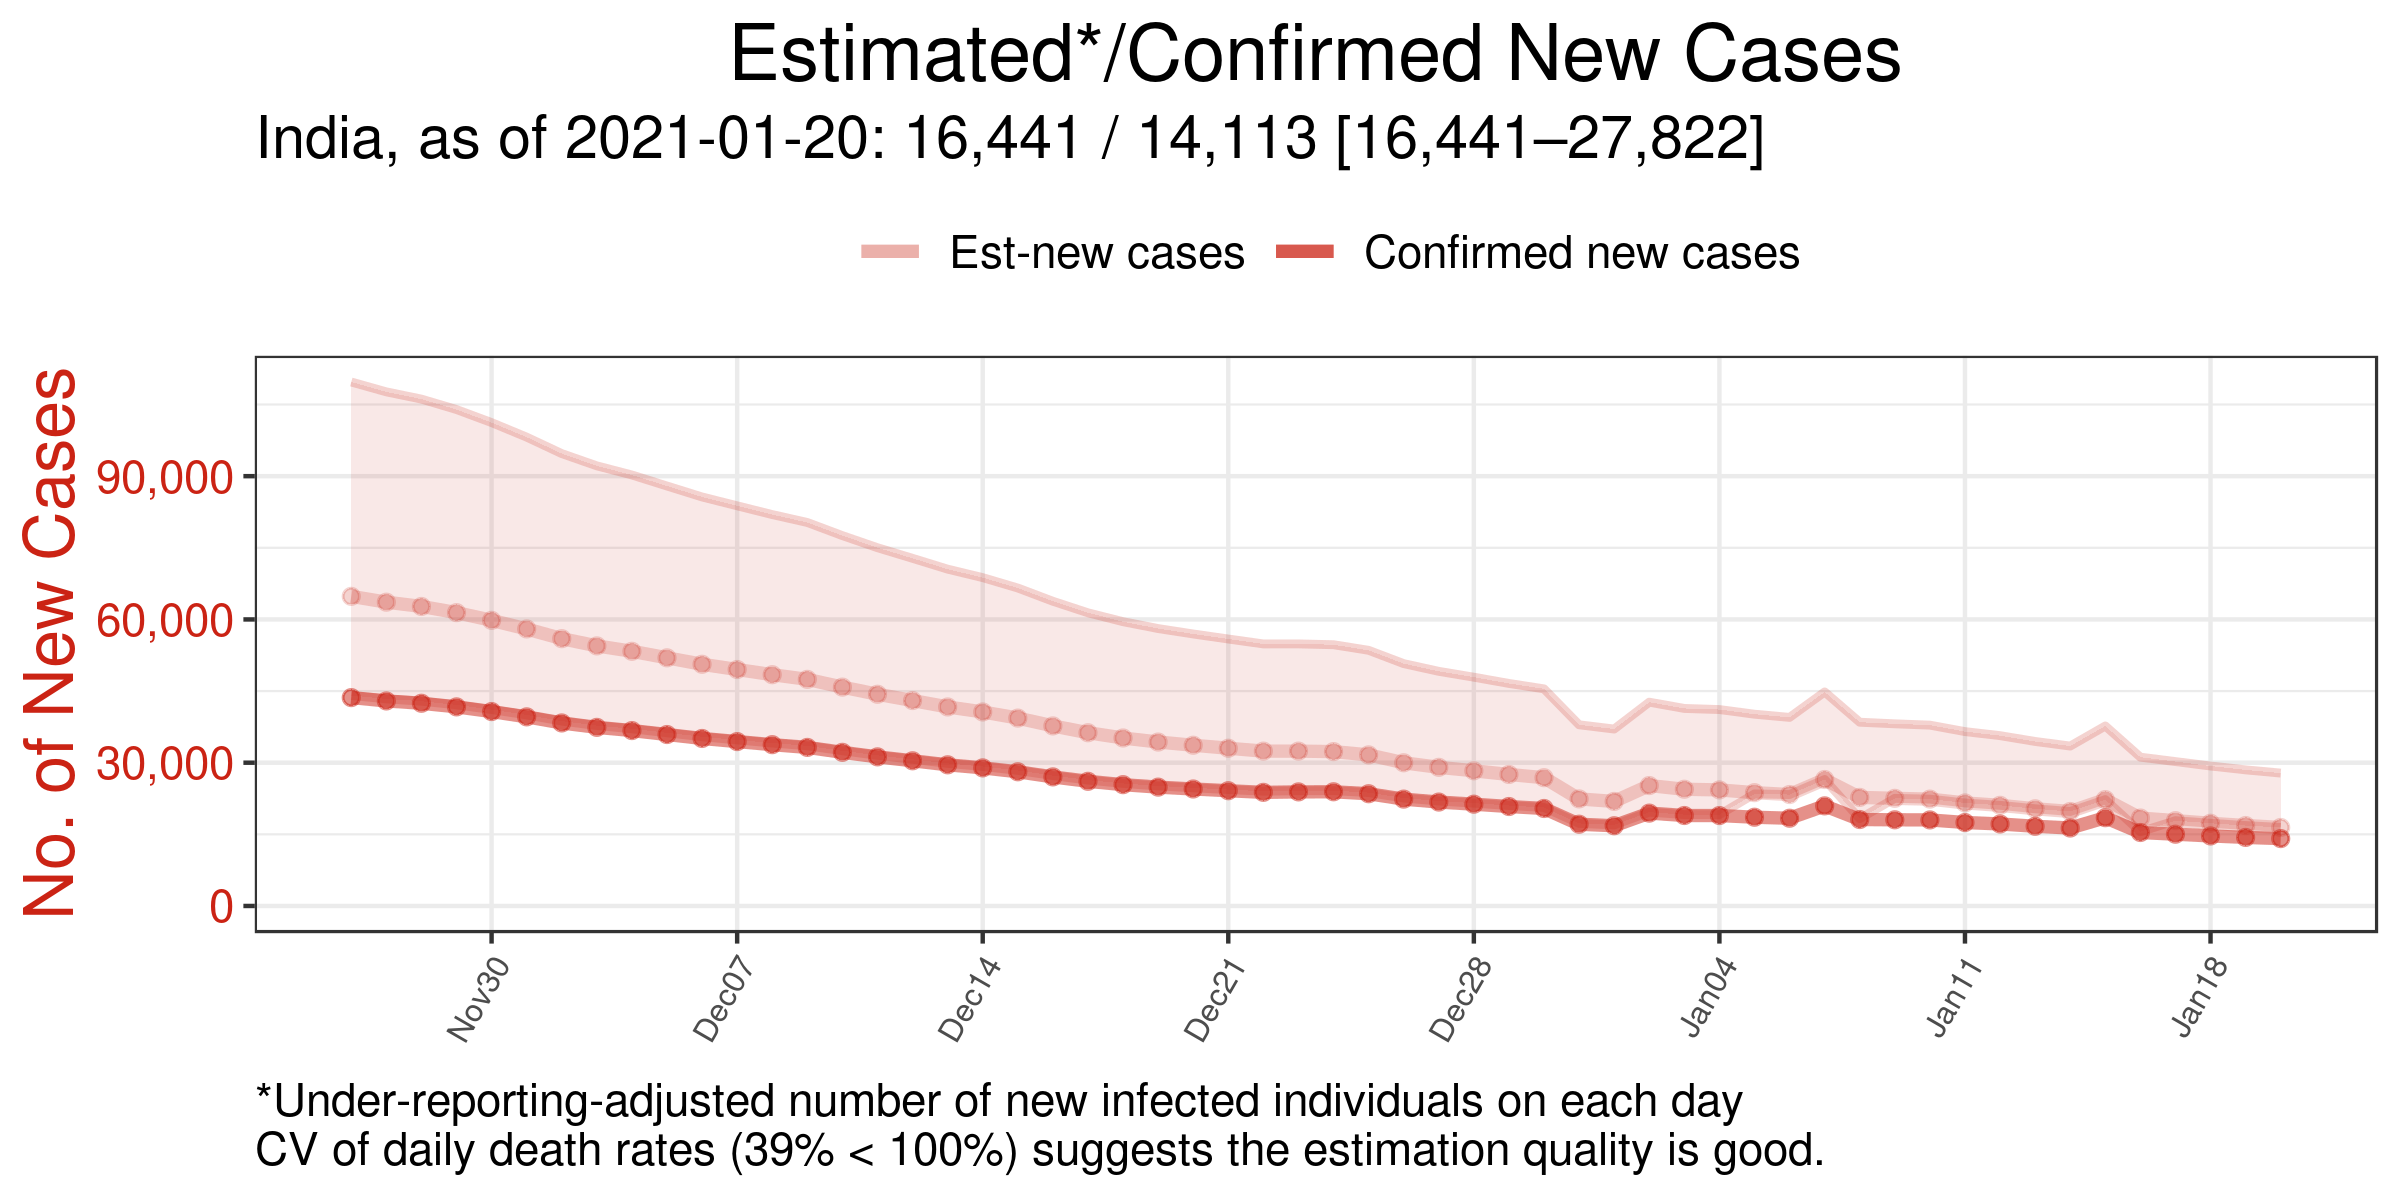 Estimated*/Confirmed New Cases
India, as of 2021-01-20: 16,441 / 14,113 [16,441–27,822]
Est-new cases Confirmed new cases
No. of New Cases
90,000
60,000
30,000
0
Nov30 Dec07 Dec14 Dec21 Dec28 Jan04 Jan11 Jan18
*Under-reporting-adjusted number of new infected individuals on each day
CV of daily death rates (39% < 100%) suggests the estimation quality is good.